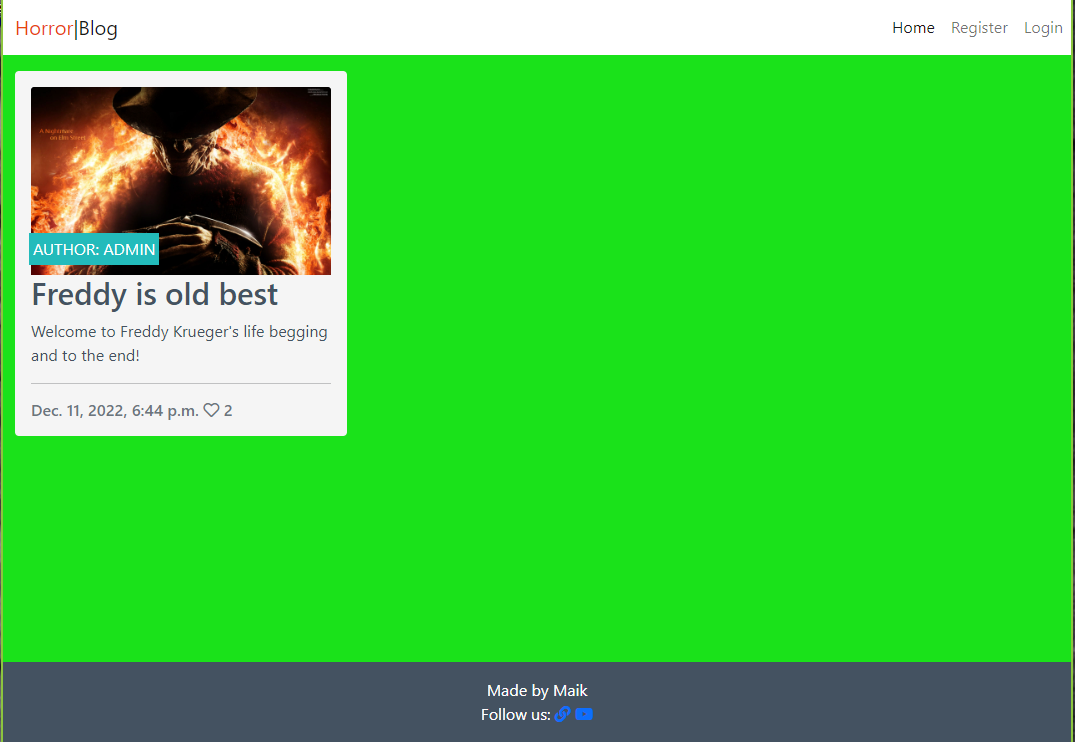 Horror|Blog
Home Register Login
A Nightmare
on Elm Street
AUTHOR: ADMIN
Freddy is old best
Welcome to Freddy Krueger's life begging
and to the end!
Dec. 11, 2022, 6:44 p.m. 2
Made by Maik
Follow us: